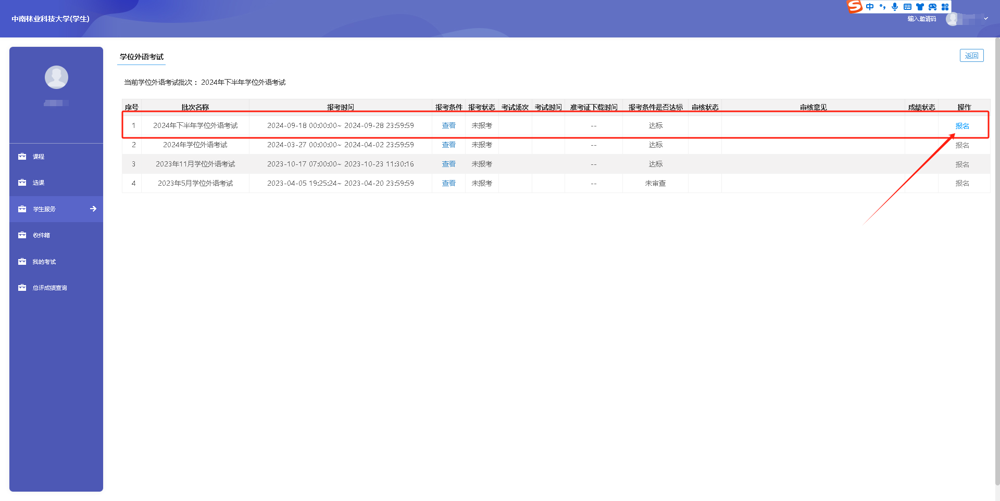 中南林业科技大学(学生)
中
输入邀请码
学位外语考试
返回
当前学位外语考试批次： 2024年下半年学位外语考试
序号 批次名称 报考时间 报考条件 报考状态 考试场次 考试时间 准考证下载时间 报考条件是否达标 审核状态 审核意见 成绩状态 操作
1 2024年下半年学位外语考试 2024-09-18 00:00:00~ 2024-09-28 23:59:59 查看 未报考 -- 达标 报名
2 2024年学位外语考试 2024-03-27 00:00:00~ 2024-04-02 23:59:59 查看 未报考 -- 达标 报名
3 2023年11月学位外语考试 2023-10-17 07:00:00~ 2023-10-23 11:30:16 查看 未报考 -- 达标 报名
4 2023年5月学位外语考试 2023-04-05 19:25:24~ 2023-04-20 23:59:59 查看 未报考 -- 未审查 报名
课程
选课
学生服务
收件箱
我的考试
总评成绩查询